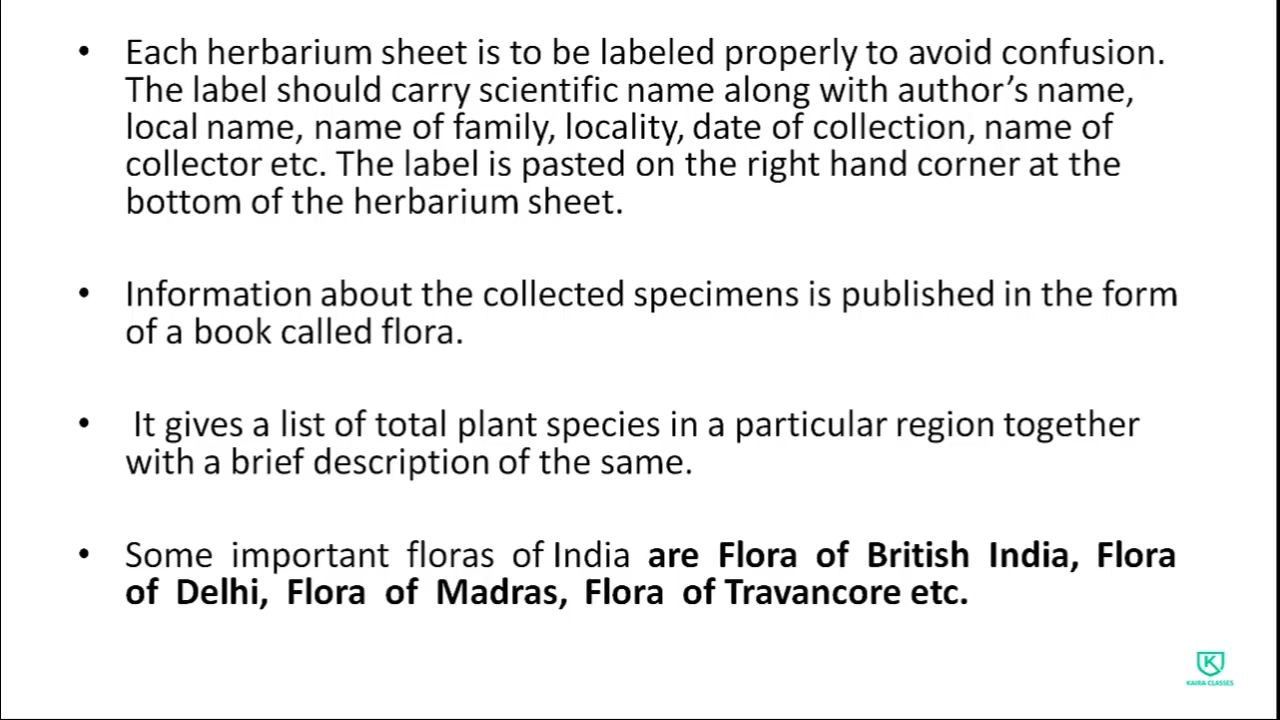 • Each herbarium sheet is to be labeled properly to avoid confusion.
The label should carry scientific name along with author’s name,
local name, name of family, locality, date of collection, name of
collector etc. The label is pasted on the right hand corner at the
bottom of the herbarium sheet.
• Information about the collected specimens is published in the form
of a book called flora.
• It gives a list of total plant species in a particular region together
with a brief description of the same.
• Some important floras of India are Flora of British India, Flora
of Delhi, Flora of Madras, Flora of Travancore etc.
K
KAIRA CLASSES